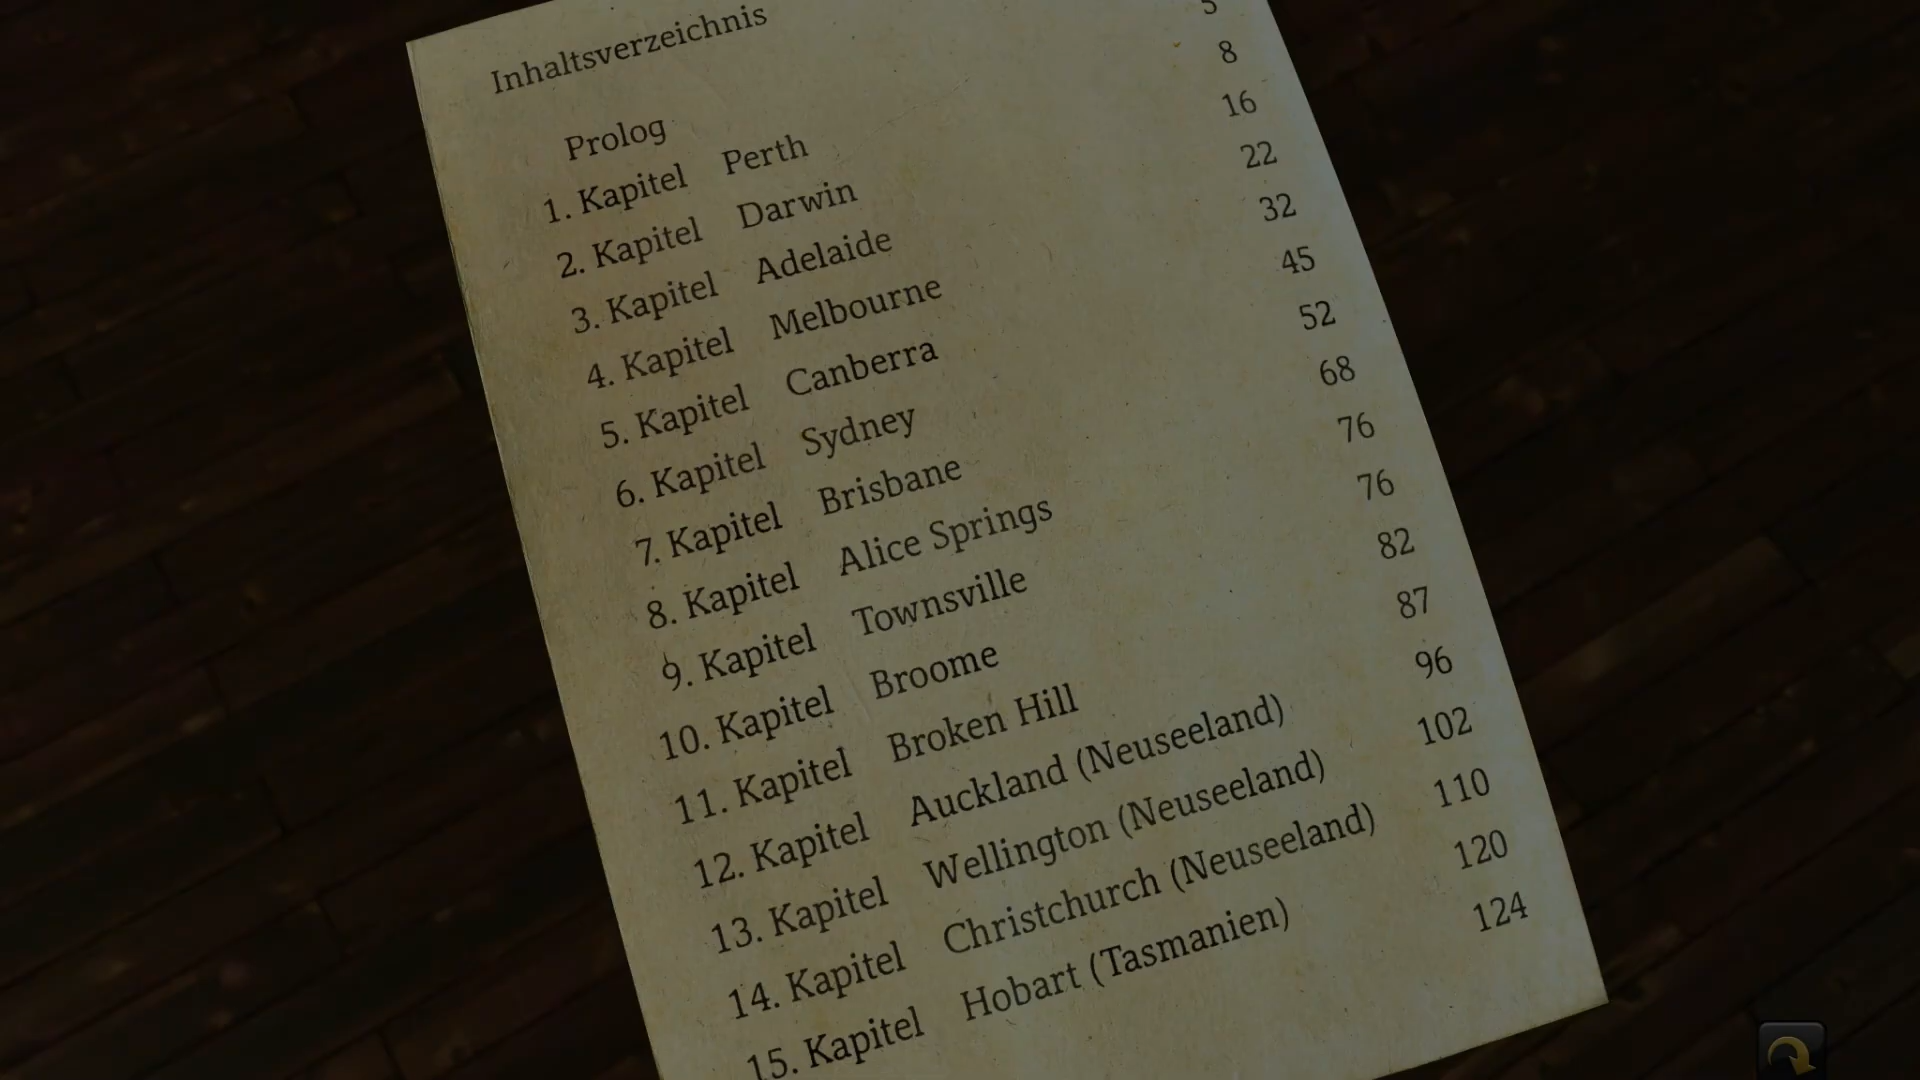 Inhaltsverzeichnis
Prolog 5
1. Kapitel Perth 8
2. Kapitel Darwin 16
3. Kapitel Adelaide 22
4. Kapitel Melbourne 32
5. Kapitel Canberra 45
6. Kapitel Sydney 52
7. Kapitel Brisbane 68
8. Kapitel Alice Springs 76
9. Kapitel Townsville 76
10. Kapitel Broome 82
11. Kapitel Broken Hill 87
12. Kapitel Auckland (Neuseeland) 96
13. Kapitel Wellington (Neuseeland) 102
14. Kapitel Christchurch (Neuseeland) 110
15. Kapitel Hobart (Tasmanien) 120
124